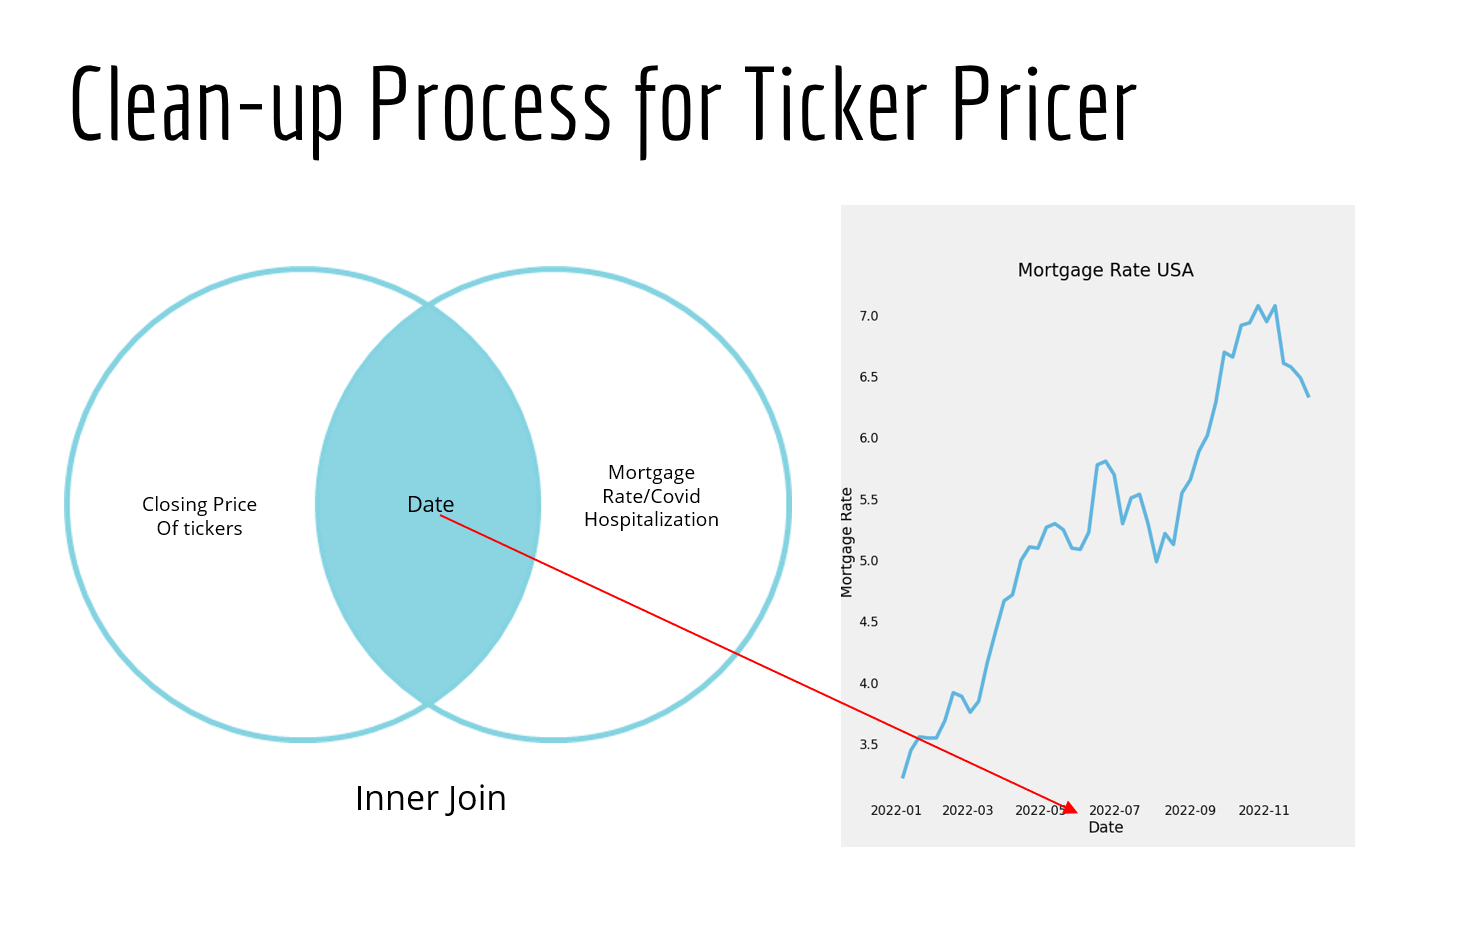 Clean-up Process for Ticker Pricer
Closing Price
Of tickers
Date
Mortgage
Rate/Covid
Hospitalization
Inner Join
Mortgage Rate USA
Mortgage Rate
7.0
6.5
6.0
5.5
5.0
4.5
4.0
3.5
2022-01 2022-03 2022-05 2022-07 2022-09 2022-11
Date